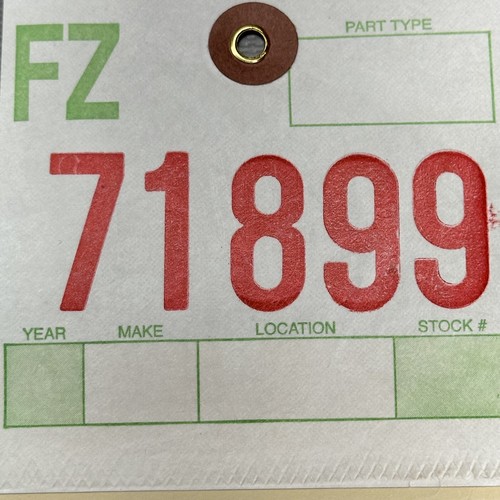 FZ
PART TYPE
71899
YEAR MAKE LOCATION STOCK #